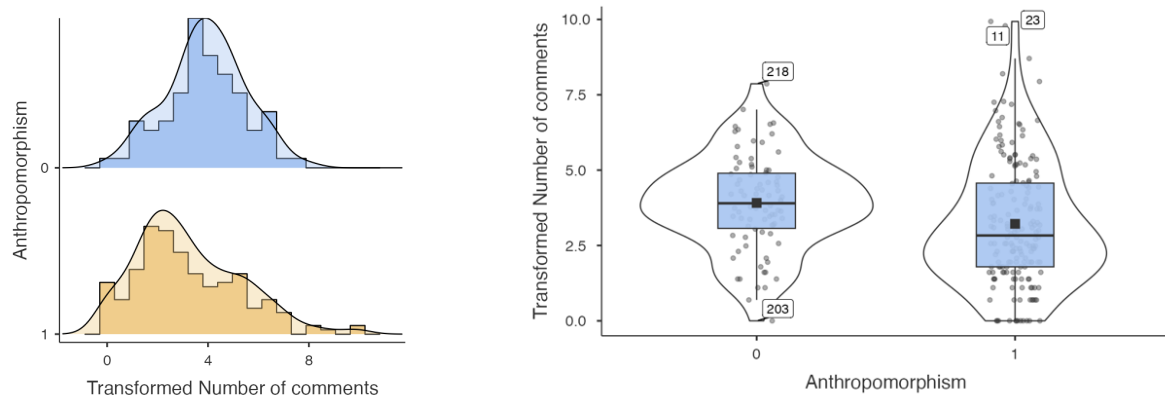 Anthropomorphism
0
1
0 4 8
Transformed Number of comments
Transformed Number of comments
10.0
7.5
5.0
2.5
0.0
218
203
11
23
0 1
Anthropomorphism